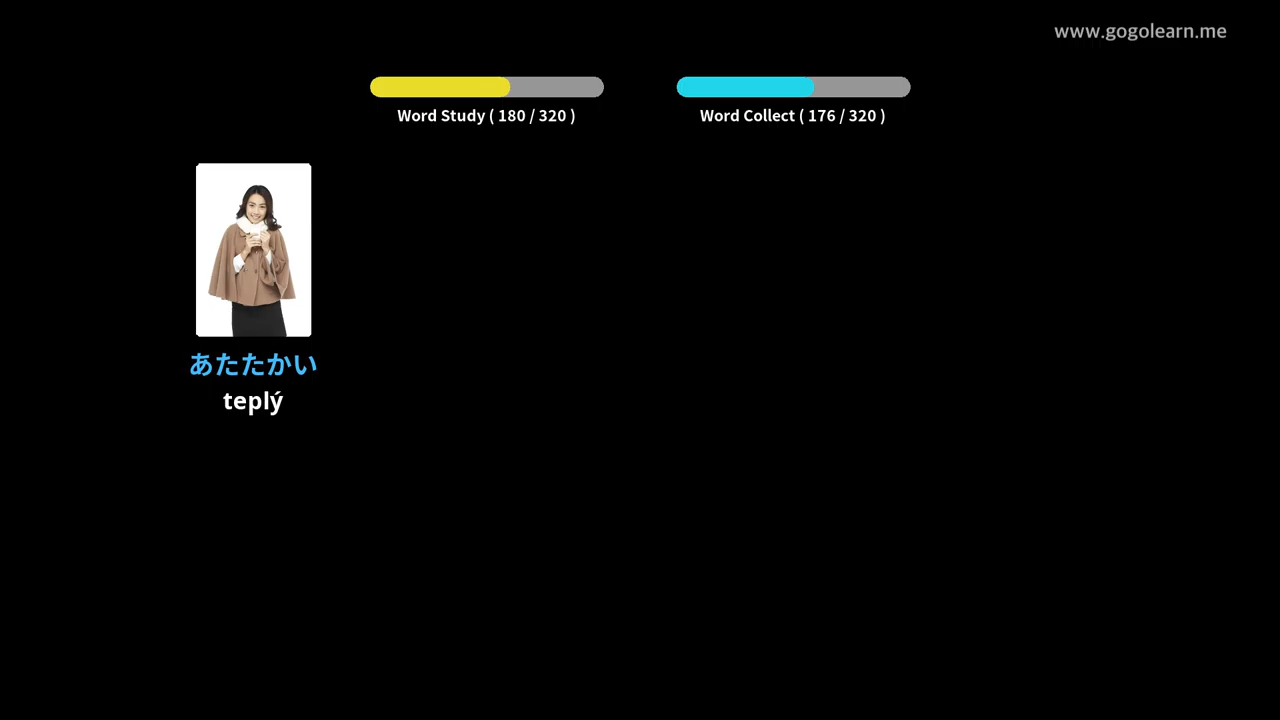 www.gogolearn.me
Word Study ( 180 / 320 )
Word Collect ( 176 / 320 )
あたたかい
teplý